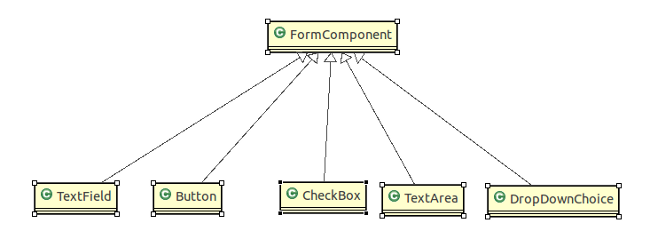 C FormComponent
C TextField
C Button
C CheckBox
C TextArea
C DropDownChoice